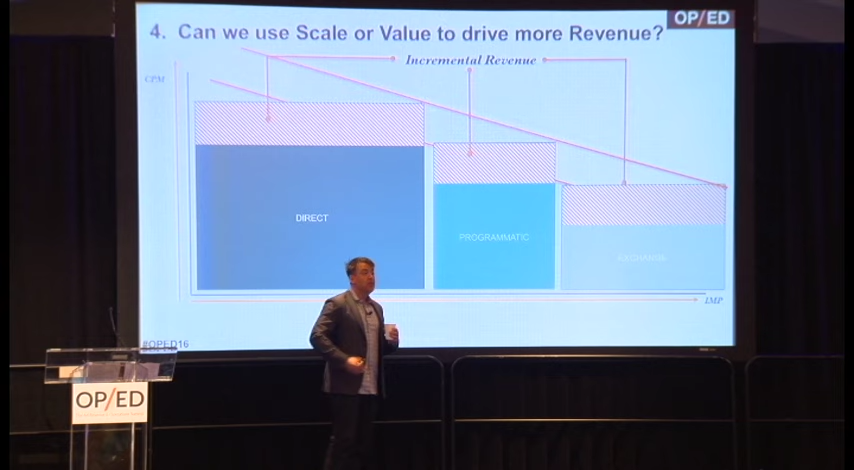 OP/ED
4. Can we use Scale or Value to drive more Revenue?
Incremental Revenue
CPM
DIRECT
PROGRAMMATIC
EXCHANGE
IMP
#OPED16
OP/ED